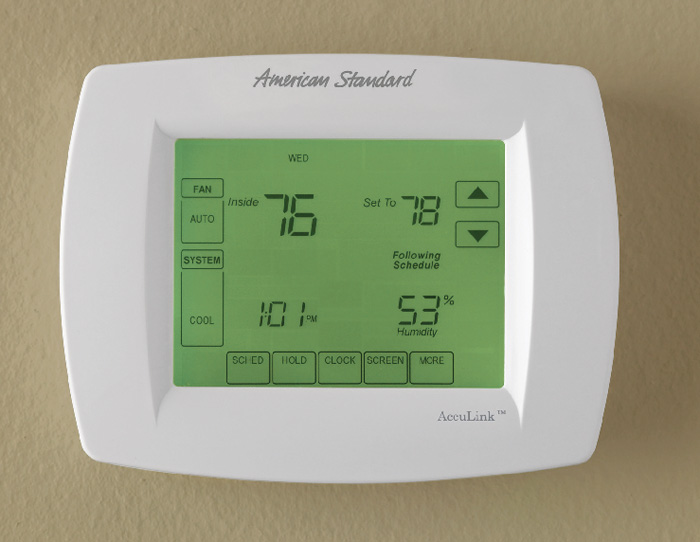 American Standard
WED
FAN
AUTO
Inside 76
Set To 78
Following
Schedule
SYSTEM
COOL
1:01 PM
53%
Humidity
SCHED HOLD CLOCK SCREEN MORE
AccuLink™